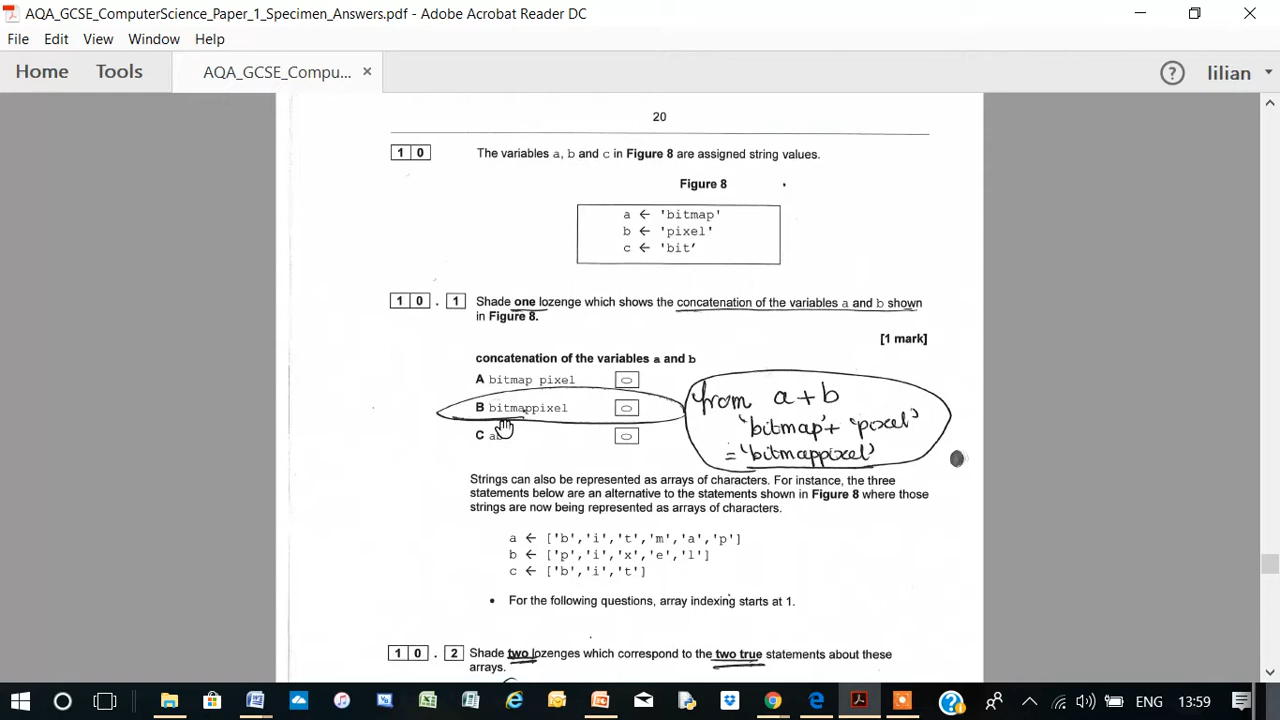 AQA_GCSE_ComputerScience_Paper_1_Specimen_Answers.pdf - Adobe Acrobat Reader DC
File Edit View Window Help
Home Tools AQA_GCSE_Compu... × ? lilian
20
1 0 The variables a, b and c in Figure 8 are assigned string values.
Figure 8
a ← 'bitmap'
b ← 'pixel'
c ← 'bit'
1 0 . 1 Shade one lozenge which shows the concatenation of the variables a and b shown
in Figure 8.
[1 mark]
concatenation of the variables a and b
A bitmap pixel
B bitmappixel
C ab
from a+b
'bitmap'+ 'pixel'
= 'bitmappixel'
Strings can also be represented as arrays of characters. For instance, the three
statements below are an alternative to the statements shown in Figure 8 where those
strings are now being represented as arrays of characters.
a ← ['b','i','t','m','a','p']
b ← ['p','i','x','e','l']
c ← ['b','i','t']
• For the following questions, array indexing starts at 1.
1 0 . 2 Shade two lozenges which correspond to the two true statements about these
arrays.
ENG 13:59